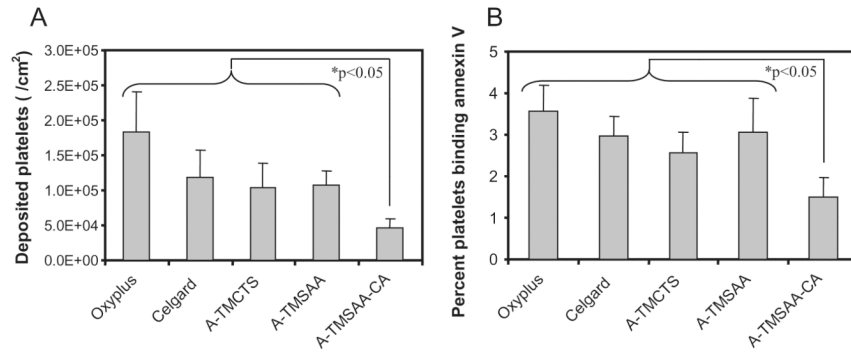 A
Deposited platelets ( /cm²)
3.0E+05
2.5E+05
2.0E+05
1.5E+05
1.0E+05
5.0E+04
0.0E+00
*p<0.05
Oxyplus
Celgard
A-TMCTS
A-TMSAA
A-TMSAA-CA
B
Percent platelets binding annexin V
5
4
3
2
1
0
*p<0.05
Oxyplus
Celgard
A-TMCTS
A-TMSAA
A-TMSAA-CA